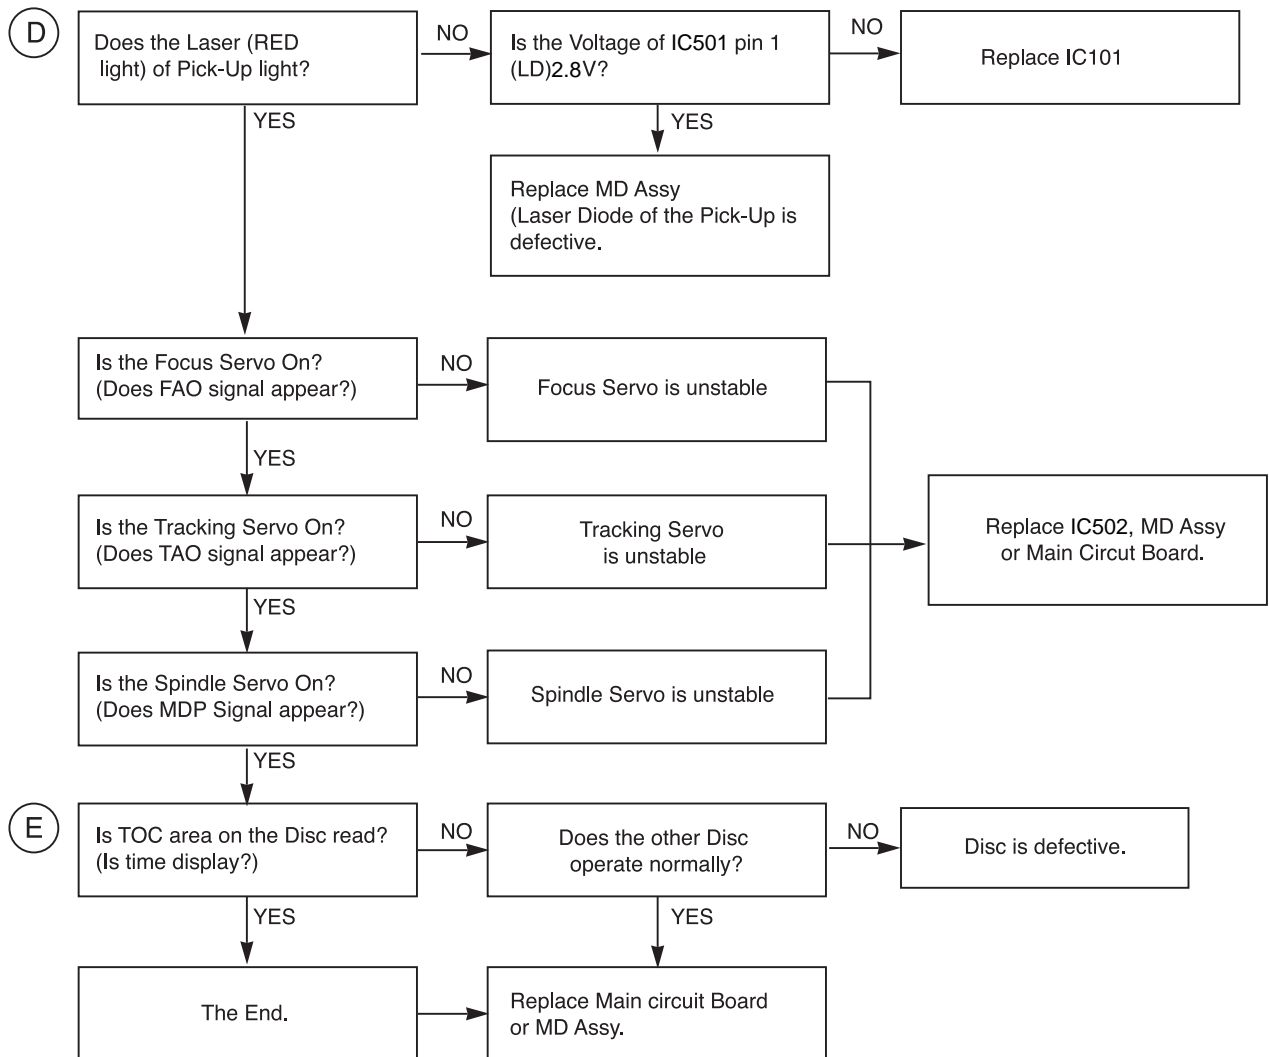 D
Does the Laser (RED
light) of Pick-Up light?
NO
Is the Voltage of IC501 pin 1
(LD)2.8V?
NO
Replace IC101
YES
YES
Replace MD Assy
(Laser Diode of the Pick-Up is
defective.
Is the Focus Servo On?
(Does FAO signal appear?)
NO
Focus Servo is unstable
YES
Is the Tracking Servo On?
(Does TAO signal appear?)
NO
Tracking Servo
is unstable
Replace IC502, MD Assy
or Main Circut Board.
YES
Is the Spindle Servo On?
(Does MDP Signal appear?)
NO
Spindle Servo is unstable
YES
E
Is TOC area on the Disc read?
(Is time display?)
NO
Does the other Disc
operate normally?
NO
Disc is defective.
YES
YES
The End.
Replace Main circuit Board
or MD Assy.